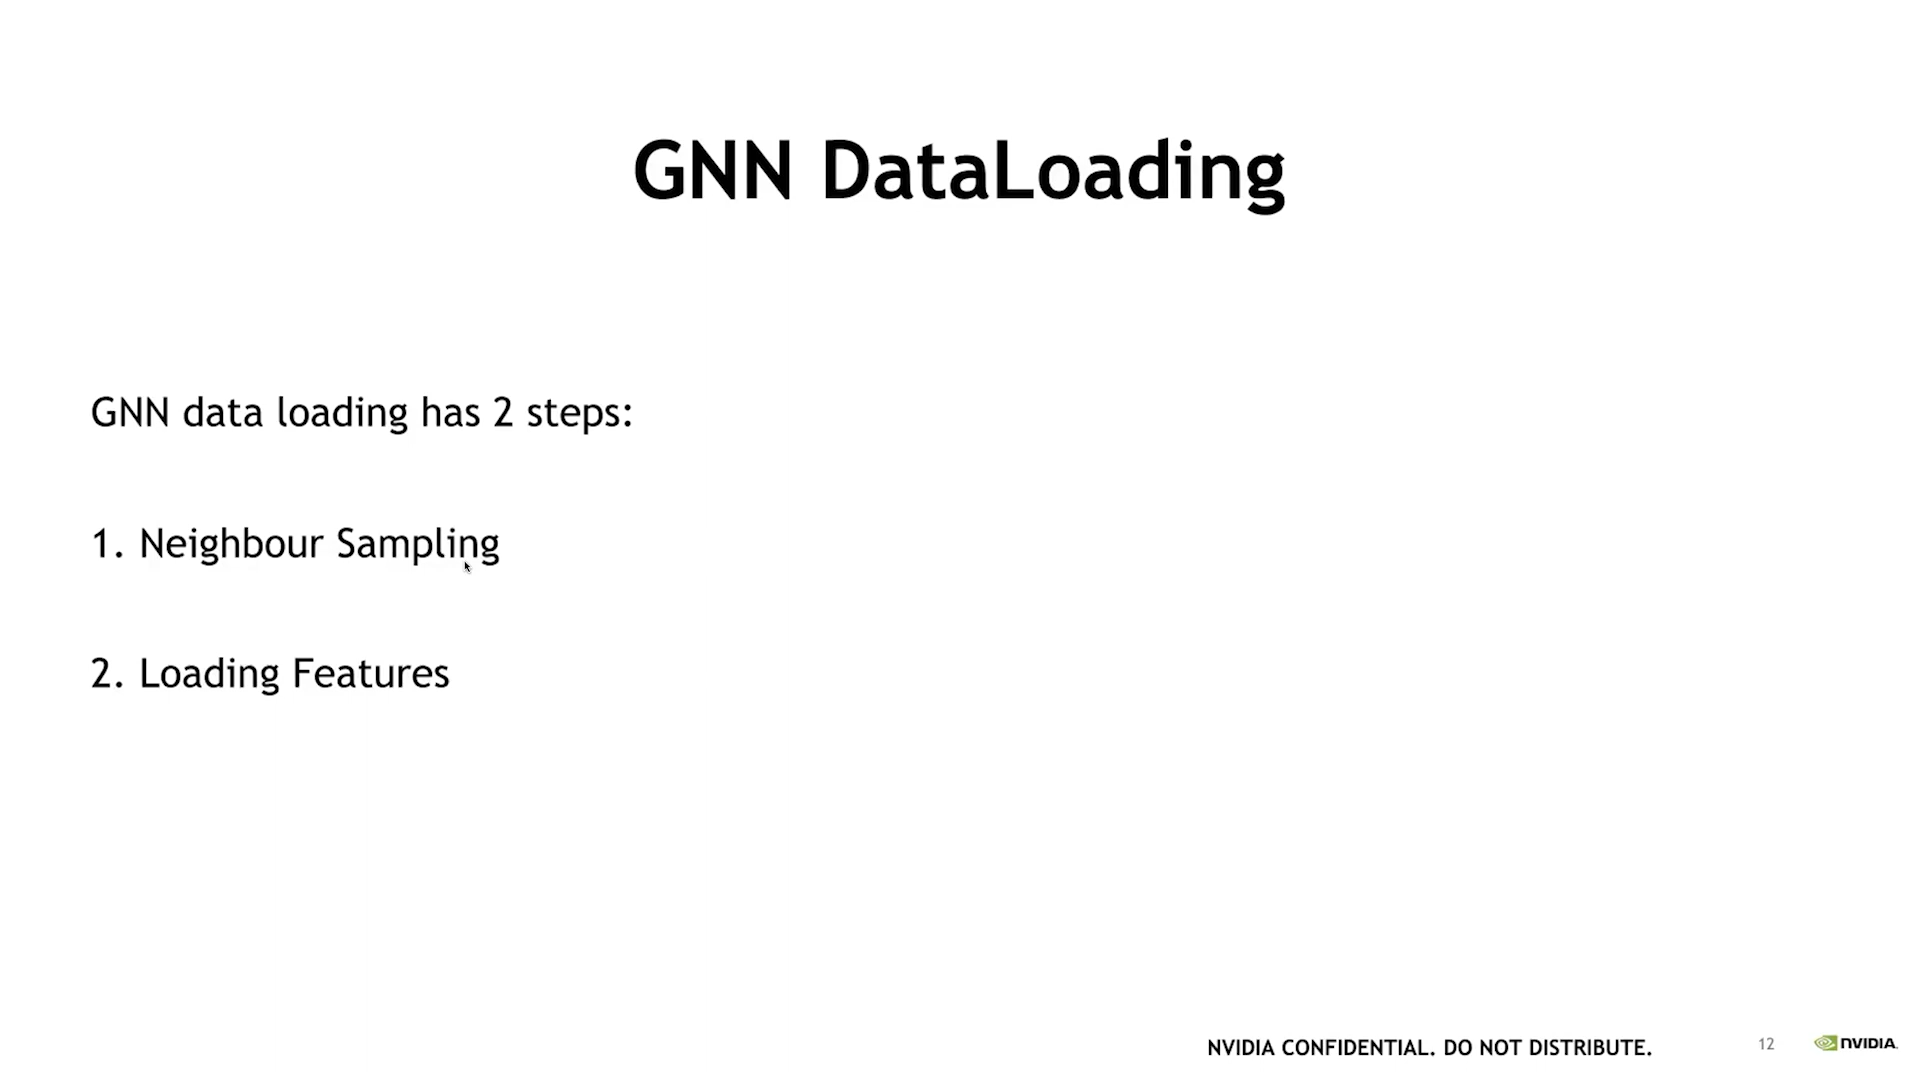 GNN DataLoading
GNN data loading has 2 steps:
1. Neighbour Sampling
2. Loading Features
NVIDIA CONFIDENTIAL. DO NOT DISTRIBUTE.
12
NVIDIA.